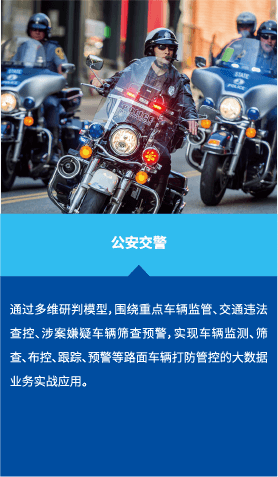 STATE
公安交警
通过多维研判模型，围绕重点车辆监管、交通违法
查控、涉案嫌疑车辆筛查预警，实现车辆监测、筛
查、布控、跟踪、预警等路面车辆打防管控的大数据
业务实战应用。